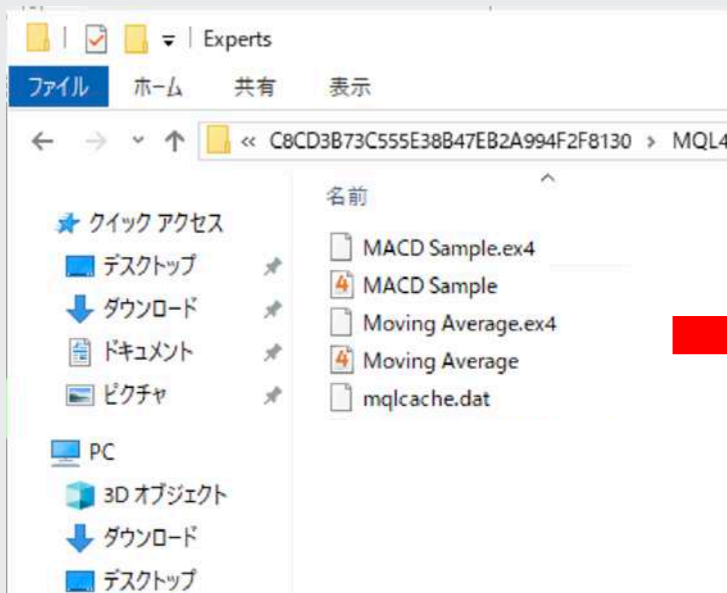 Experts
ファイル ホーム 共有 表示
« C8CD3B73C555E38B47EB2A994F2F8130 › MQL4
名前
クイック アクセス
デスクトップ
ダウンロード
ドキュメント
ピクチャ
PC
3D オブジェクト
ダウンロード
デスクトップ
MACD Sample.ex4
MACD Sample
Moving Average.ex4
Moving Average
mqlcache.dat